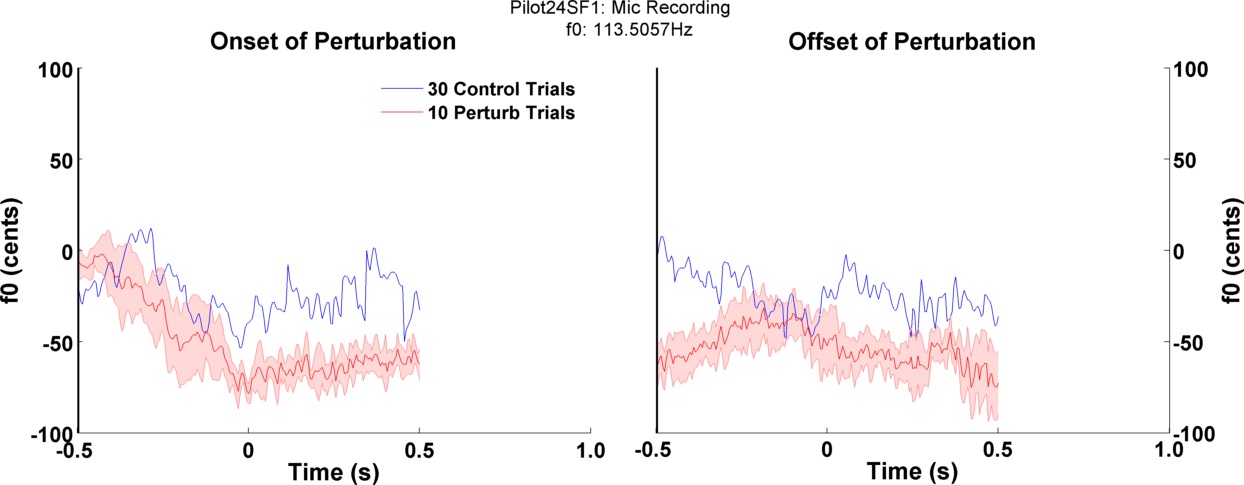 Pilot24SF1: Mic Recording
f0: 113.5057Hz
Onset of Perturbation
Offset of Perturbation
30 Control Trials
10 Perturb Trials
f0 (cents)
100
50
0
-50
-100
-0.5
0
0.5
1.0
Time (s)
-0.5
0
0.5
1.0
Time (s)
100
50
0
-50
-100
f0 (cents)